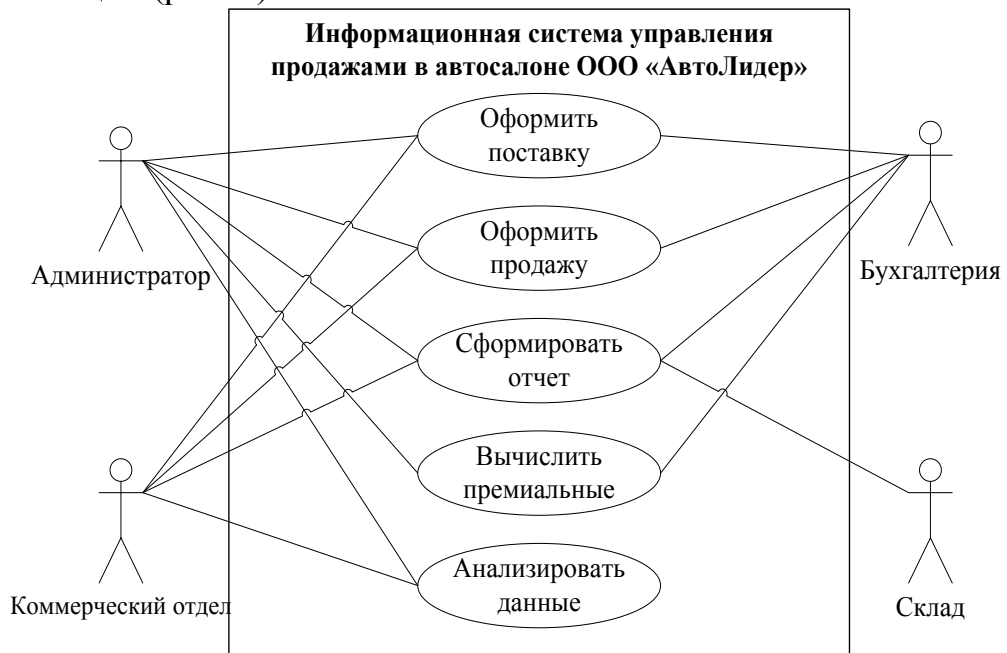 Информационная система управления
продажами в автосалоне ООО «АвтоЛидер»
Оформить
поставку
Администратор
Оформить
продажу
Бухгалтерия
Сформировать
отчет
Вычислить
премиальные
Коммерческий отдел
Анализировать
данные
Склад